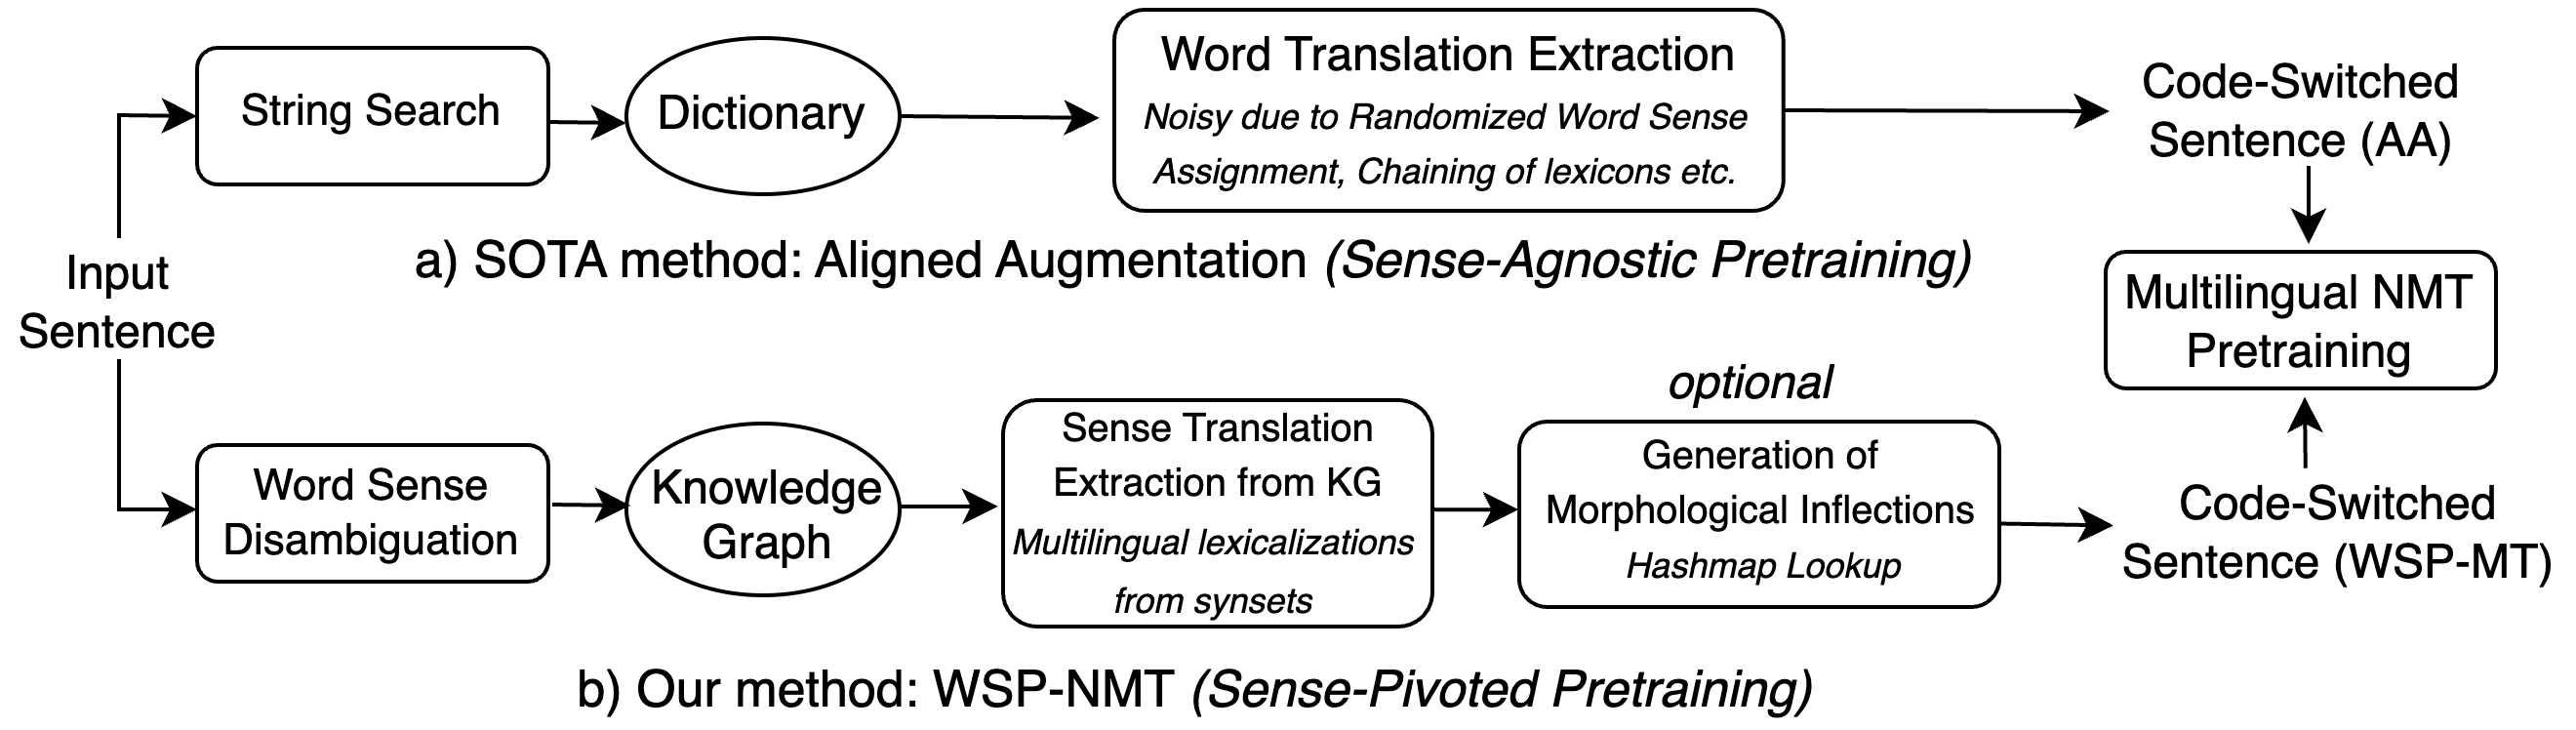 String Search
Dictionary
Word Translation Extraction
Noisy due to Randomized Word Sense
Assignment, Chaining of lexicons etc.
Code-Switched
Sentence (AA)
a) SOTA method: Aligned Augmentation (Sense-Agnostic Pretraining)
Input
Sentence
Multilingual NMT
Pretraining
Word Sense
Disambiguation
Knowledge
Graph
Sense Translation
Extraction from KG
Multilingual lexicalizations
from synsets
optional
Generation of
Morphological Inflections
Hashmap Lookup
Code-Switched
Sentence (WSP-MT)
b) Our method: WSP-NMT (Sense-Pivoted Pretraining)